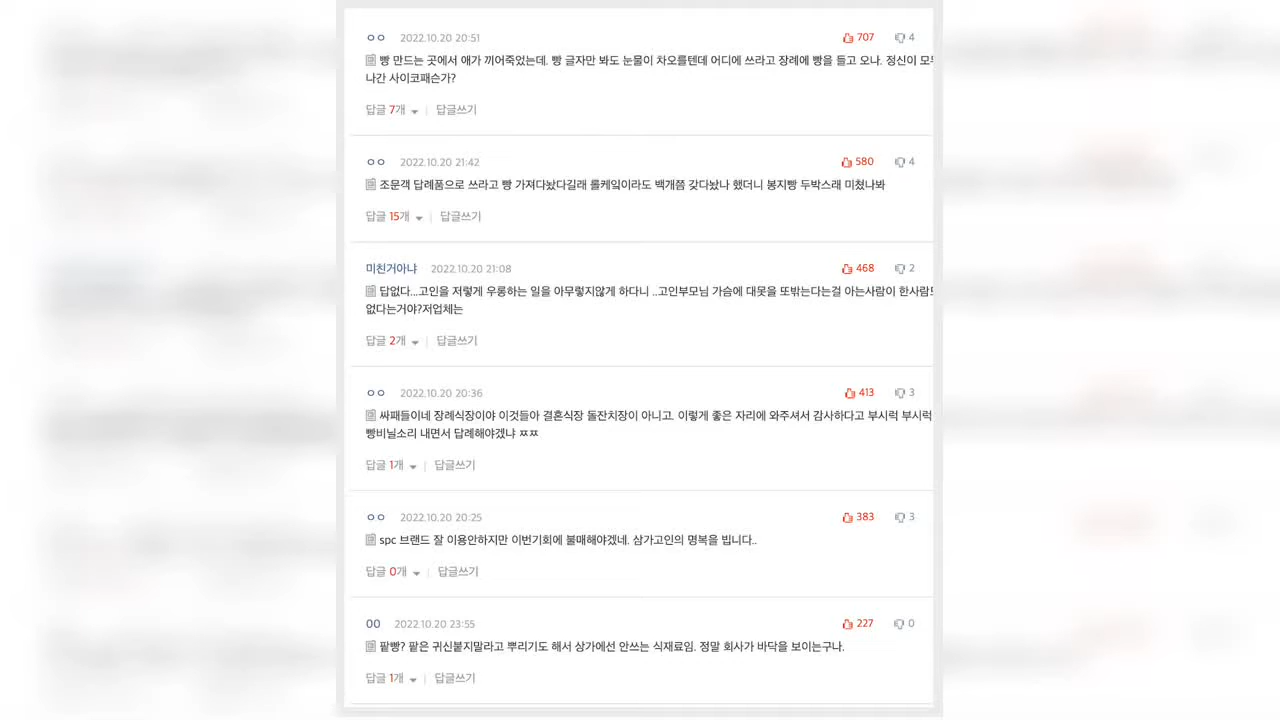 ㅇㅇ 2022.10.20 20:51 707 4
빵 만드는 곳에서 애가 끼어죽었는데. 빵 글자만 봐도 눈물이 차오를텐데 어디에 쓰라고 장례에 빵을 들고 오나. 정신이 모두
나간 사이코패슨가?
답글 7개 답글쓰기
ㅇㅇ 2022.10.20 21:42 580 4
조문객 답례품으로 쓰라고 빵 가져다놨다길래 롤케잌이라도 백개쯤 갖다놨나 했더니 봉지빵 두박스래 미쳤나봐
답글 15개 답글쓰기
미친거아냐 2022.10.20 21:08 468 2
답없다...고인을 저렇게 우롱하는 일을 아무렇지않게 하다니 ..고인부모님 가슴에 대못을 또밖는다는걸 아는사람이 한사람도
없다는거야?저업체는
답글 2개 답글쓰기
ㅇㅇ 2022.10.20 20:36 413 3
싸패들이네 장례식장이야 이것들아 결혼식장 돌잔치장이 아니고. 이렇게 좋은 자리에 와주셔서 감사하다고 부시럭 부시럭
빵비닐소리 내면서 답례해야겠냐 ㅉㅉ
답글 1개 답글쓰기
ㅇㅇ 2022.10.20 20:25 383 3
spc 브랜드 잘 이용안하지만 이번기회에 불매해야겠네. 삼가고인의 명복을 빕니다..
답글 0개 답글쓰기
00 2022.10.20 23:55 227 0
팥빵? 팥은 귀신붙지말라고 뿌리기도 해서 상가에선 안쓰는 식재료임. 정말 회사가 바닥을 보이는구나.
답글 1개 답글쓰기